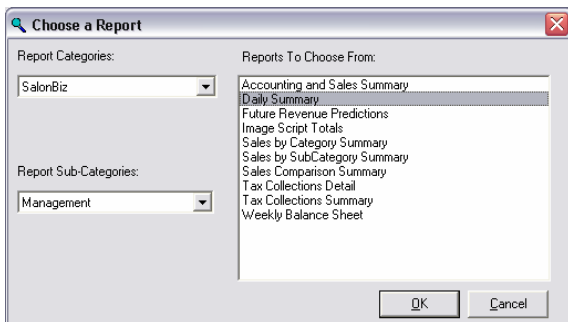 Choose a Report
Report Categories:
SalonBiz
Report Sub-Categories:
Management
Reports To Choose From:
Accounting and Sales Summary
Daily Summary
Future Revenue Predictions
Image Script Totals
Sales by Category Summary
Sales by SubCategory Summary
Sales Comparison Summary
Tax Collections Detail
Tax Collections Summary
Weekly Balance Sheet
OK
Cancel